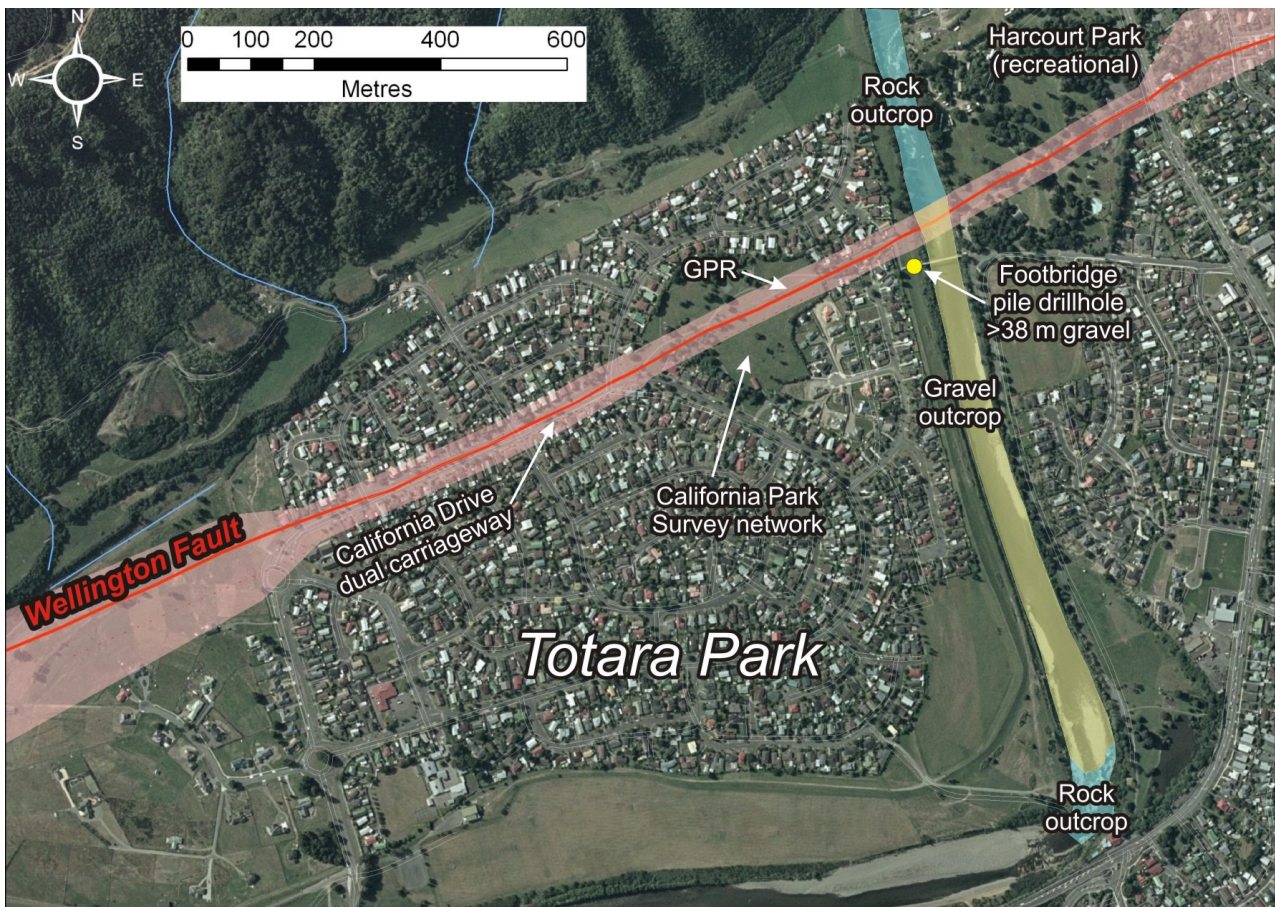 N
W
E
S
0 100 200 400 600
Metres
Harcourt Park
(recreational)
Rock
outcrop
GPR
Footbridge
pile drillhole
>38 m gravel
Gravel
outcrop
California Park
Survey network
California Drive
dual carriageway
Wellington Fault
Totara Park
Rock
outcrop